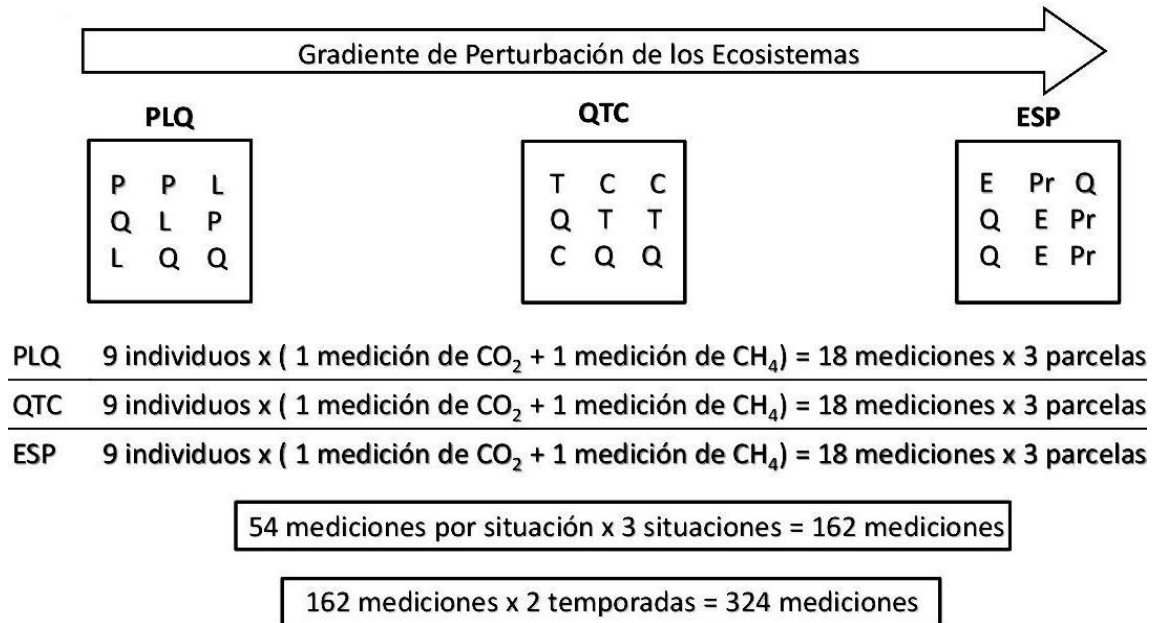 Gradiente de Perturbación de los Ecosistemas
PLQ QTC ESP
P P L T C C E Pr Q
Q L P Q T T Q E Pr
L Q Q C Q Q Q E Pr
PLQ 9 individuos x ( 1 medición de CO₂ + 1 medición de CH₄) = 18 mediciones x 3 parcelas
QTC 9 individuos x ( 1 medición de CO₂ + 1 medición de CH₄) = 18 mediciones x 3 parcelas
ESP 9 individuos x ( 1 medición de CO₂ + 1 medición de CH₄) = 18 mediciones x 3 parcelas
54 mediciones por situación x 3 situaciones = 162 mediciones
162 mediciones x 2 temporadas = 324 mediciones